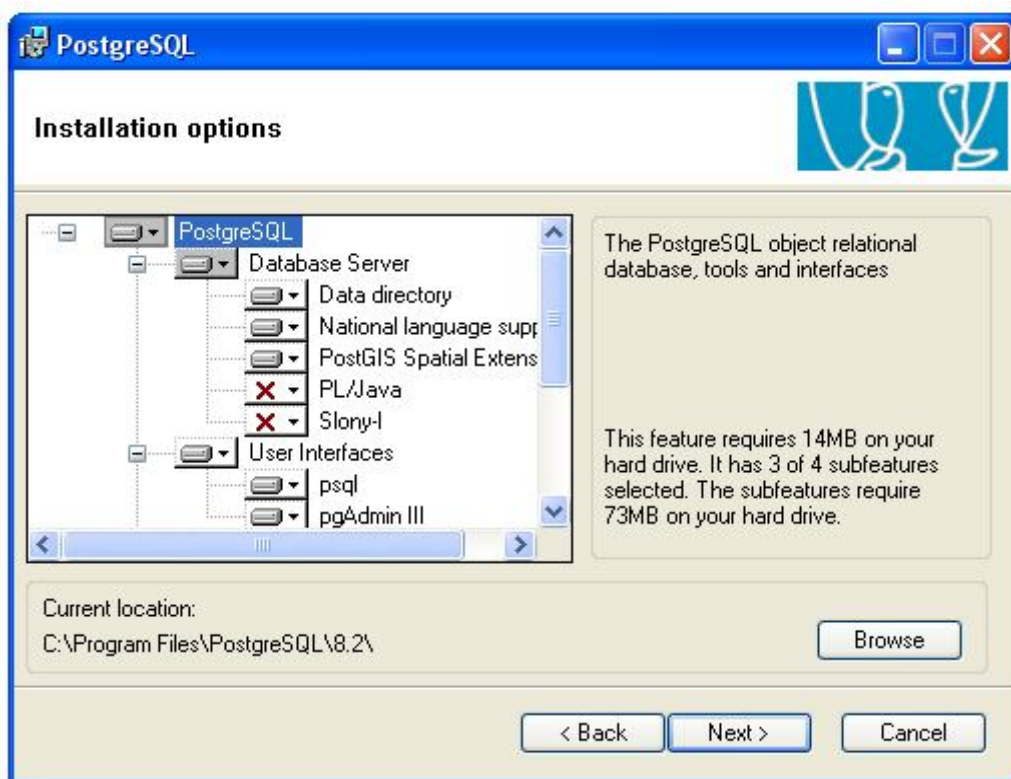 PostgreSQL
Installation options
PostgreSQL
Database Server
Data directory
National language supp
PostGIS Spatial Extens
PL/Java
Slony-I
User Interfaces
psql
pgAdmin III
The PostgreSQL object relational
database, tools and interfaces
This feature requires 14MB on your
hard drive. It has 3 of 4 subfeatures
selected. The subfeatures require
73MB on your hard drive.
Current location:
C:\Program Files\PostgreSQL\8.2\
Browse
< Back
Next >
Cancel